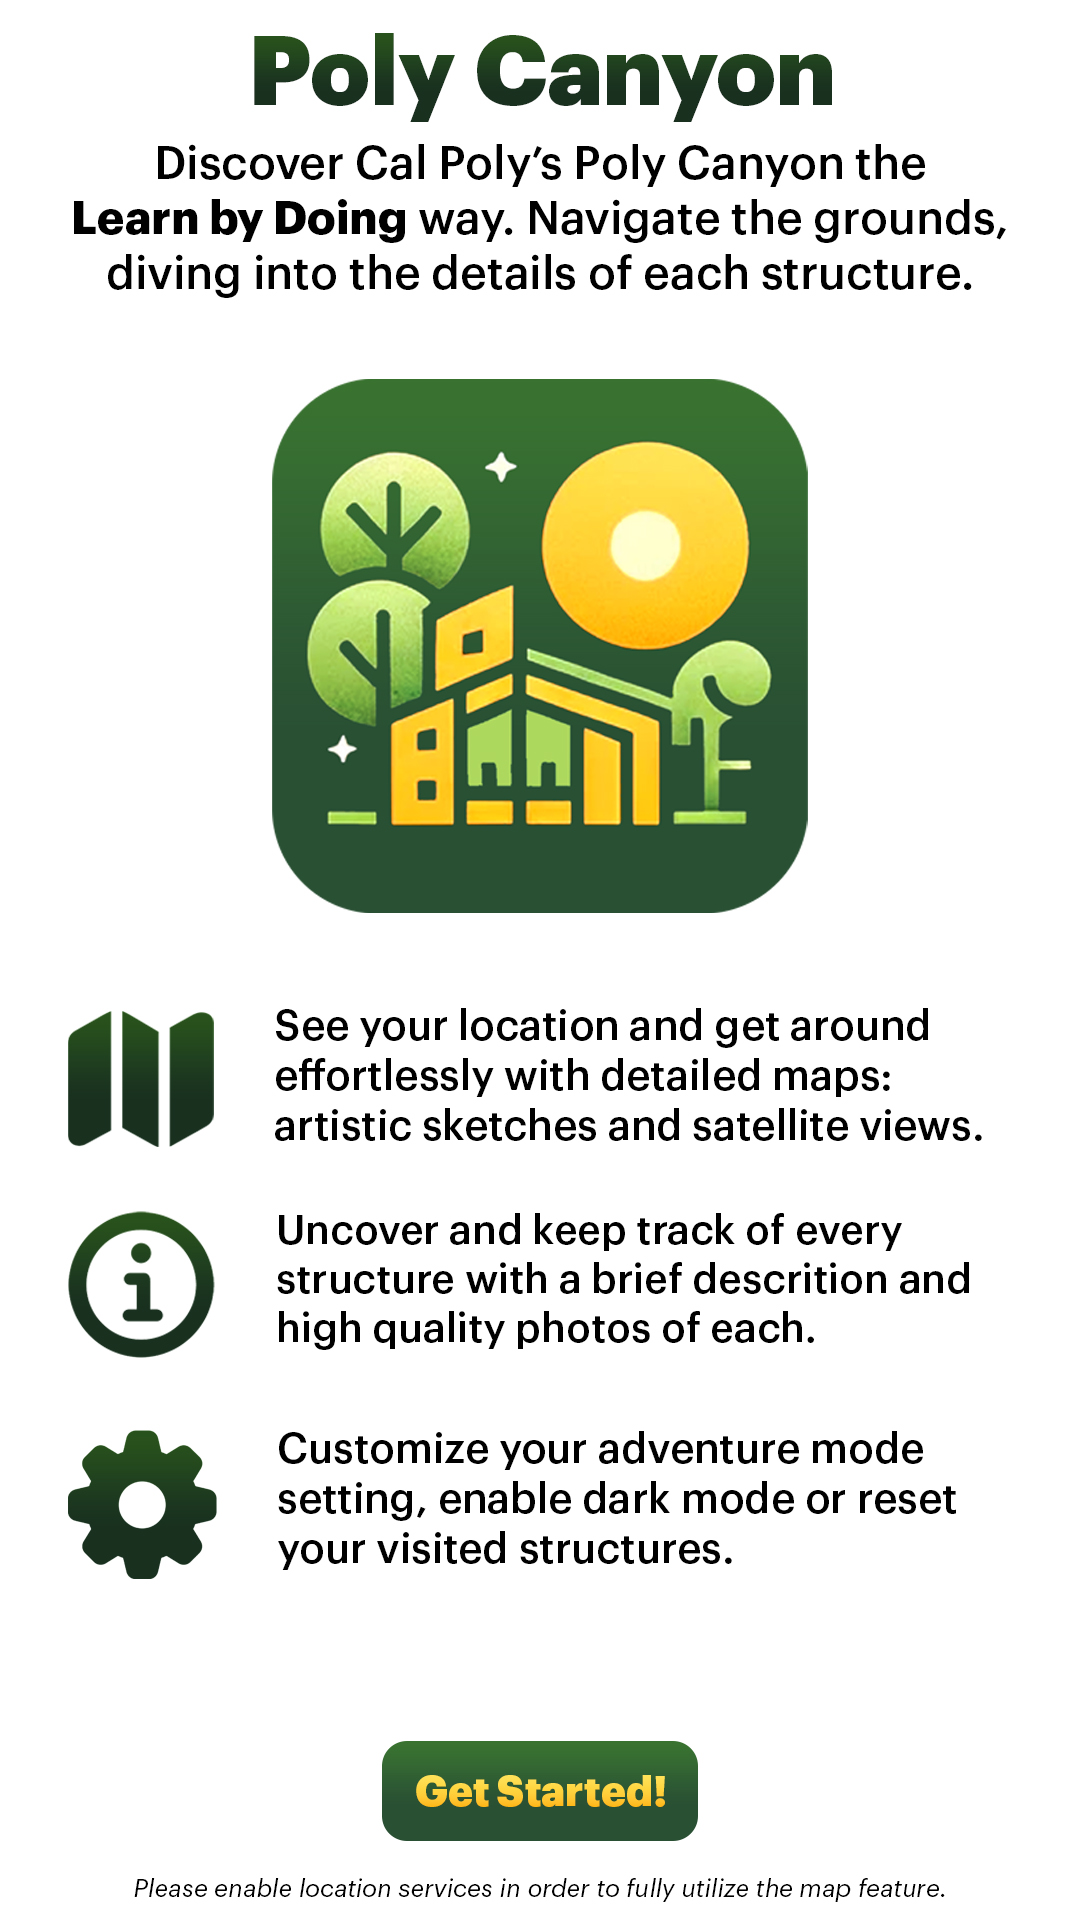 Poly Canyon
Discover Cal Poly’s Poly Canyon the
Learn by Doing way. Navigate the grounds,
diving into the details of each structure.
See your location and get around
effortlessly with detailed maps:
artistic sketches and satellite views.
Uncover and keep track of every
structure with a brief descrition and
high quality photos of each.
Customize your adventure mode
setting, enable dark mode or reset
your visited structures.
Get Started!
Please enable location services in order to fully utilize the map feature.